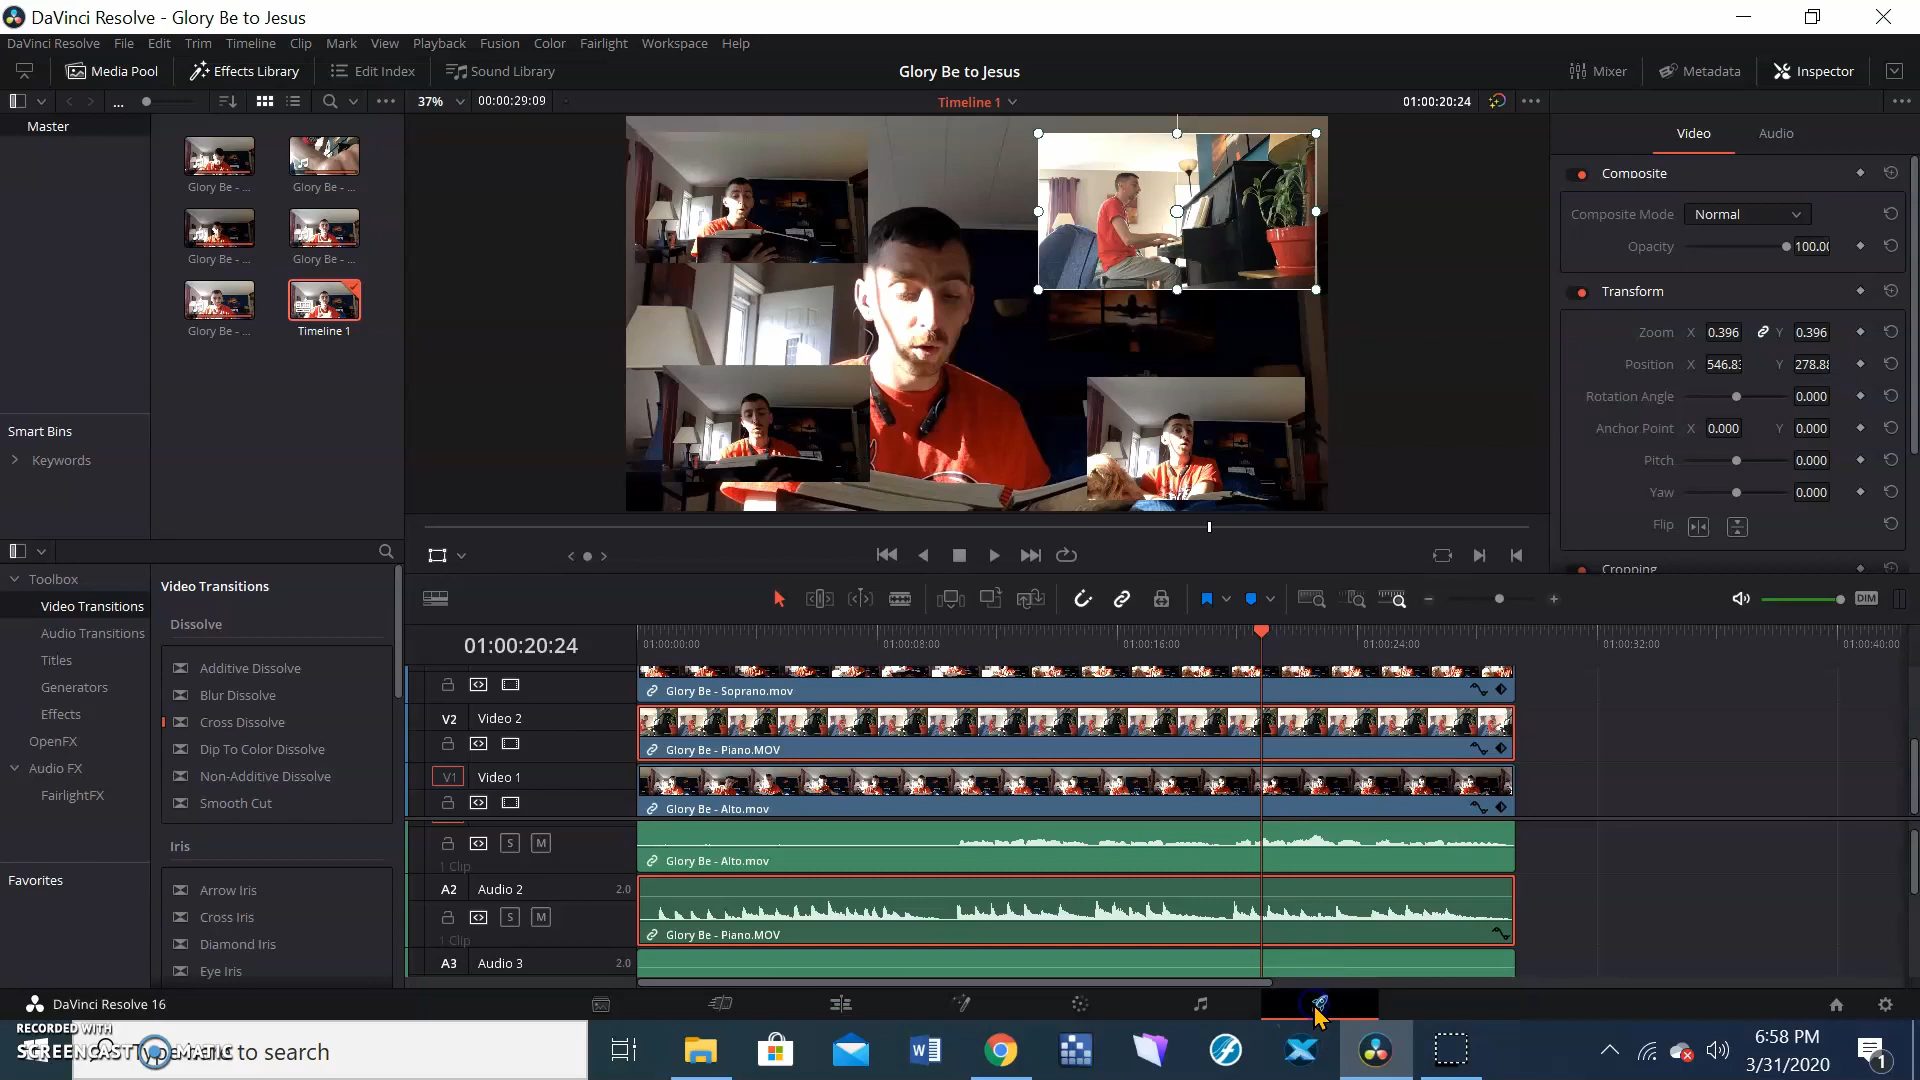 DaVinci Resolve - Glory Be to Jesus
DaVinci Resolve File Edit Trim Timeline Clip Mark View Playback Fusion Color Fairlight Workspace Help
Media Pool Effects Library Edit Index Sound Library Glory Be to Jesus Mixer Metadata Inspector
... 37% 00:00:29:09 Timeline 1 01:00:20:24
Master
Glory Be - ... Glory Be - ...
Glory Be - ... Glory Be - ...
Glory Be - ... Timeline 1
Smart Bins
Keywords
Video Audio
Composite
Composite Mode Normal
Opacity 100.00
Transform
Zoom X 0.396 Y 0.396
Position X 546.83 Y 278.88
Rotation Angle 0.000
Anchor Point X 0.000 Y 0.000
Pitch 0.000
Yaw 0.000
Flip
Cropping
Toolbox
Video Transitions
Audio Transitions
Titles
Generators
Effects
OpenFX
Audio FX
FairlightFX
Favorites
Video Transitions
Dissolve
Additive Dissolve
Blur Dissolve
Cross Dissolve
Dip To Color Dissolve
Non-Additive Dissolve
Smooth Cut
Iris
Arrow Iris
Cross Iris
Diamond Iris
Eye Iris
DIM
01:00:20:24 01:00:00:00 01:00:08:00 01:00:16:00 01:00:24:00 01:00:32:00 01:00:40:00
Glory Be - Soprano.mov
V2 Video 2
Glory Be - Piano.MOV
V1 Video 1
Glory Be - Alto.mov
S M
1 Clip
Glory Be - Alto.mov
A2 Audio 2 2.0
S M
1 Clip
Glory Be - Piano.MOV
A3 Audio 3 2.0
DaVinci Resolve 16
RECORDED WITH
SCREENCAST MATIC
Type here to search
6:58 PM
3/31/2020
1